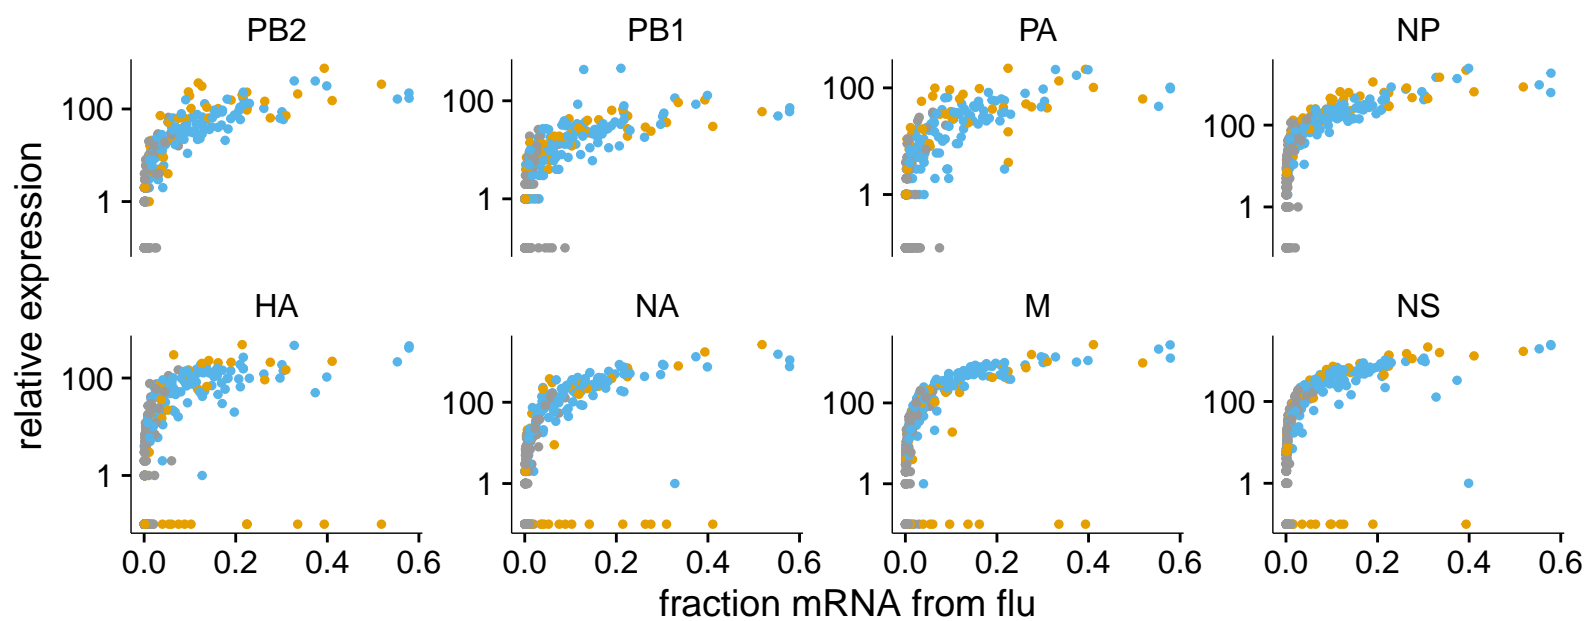 PB2 PB1 PA NP
100 100 100 100
1 1 1 1
relative expression
HA NA M NS
100 100 100 100
1 1 1 1
0.0 0.2 0.4 0.6 0.0 0.2 0.4 0.6 0.0 0.2 0.4 0.6 0.0 0.2 0.4 0.6
fraction mRNA from flu